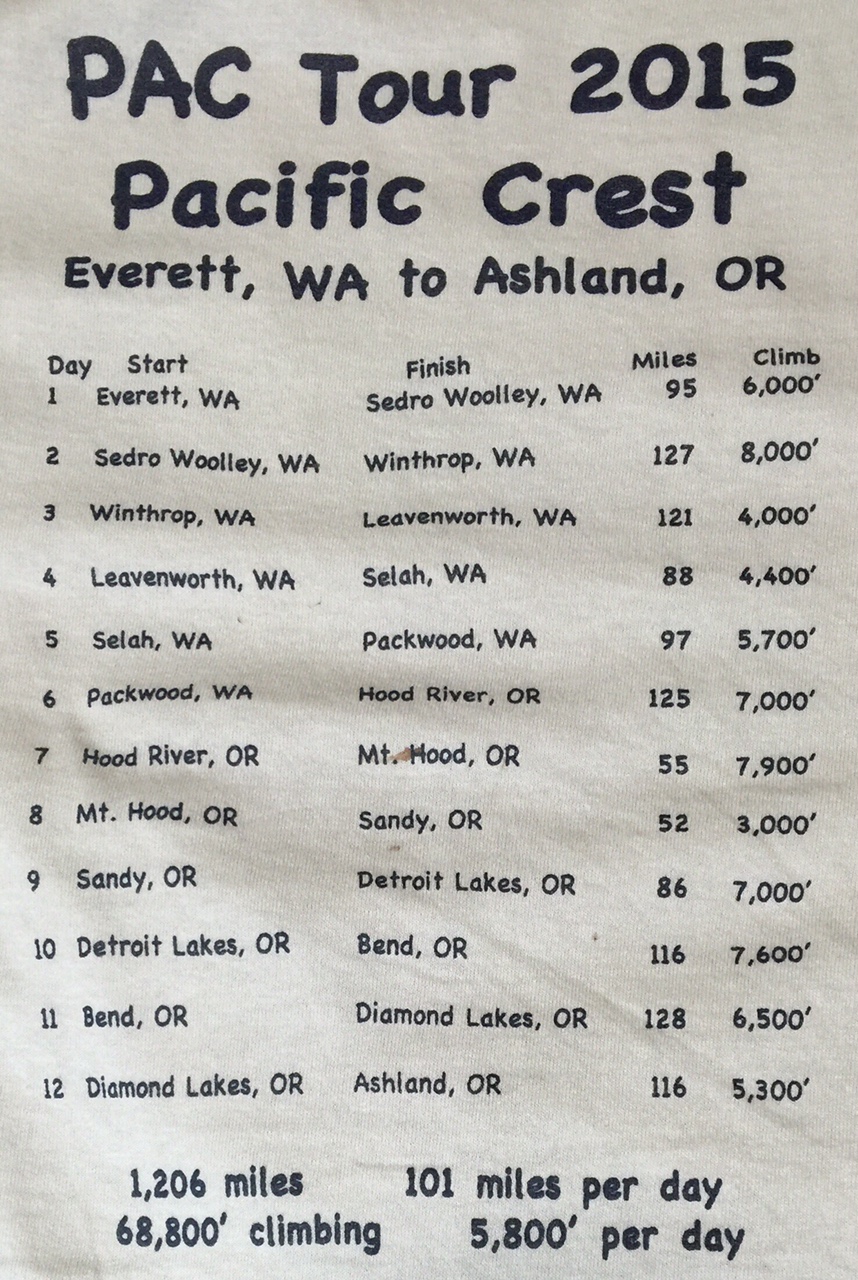 PAC Tour 2015
Pacific Crest
Everett, WA to Ashland, OR
Day Start Finish Miles Climb
1 Everett, WA Sedro Woolley, WA 95 6,000′
2 Sedro Woolley, WA Winthrop, WA 127 8,000′
3 Winthrop, WA Leavenworth, WA 121 4,000′
4 Leavenworth, WA Selah, WA 88 4,400′
5 Selah, WA Packwood, WA 97 5,700′
6 Packwood, WA Hood River, OR 125 7,000′
7 Hood River, OR Mt. Hood, OR 55 7,900′
8 Mt. Hood, OR Sandy, OR 52 3,000′
9 Sandy, OR Detroit Lakes, OR 86 7,000′
10 Detroit Lakes, OR Bend, OR 116 7,600′
11 Bend, OR Diamond Lakes, OR 128 6,500′
12 Diamond Lakes, OR Ashland, OR 116 5,300′
1,206 miles 101 miles per day
68,800′ climbing 5,800′ per day